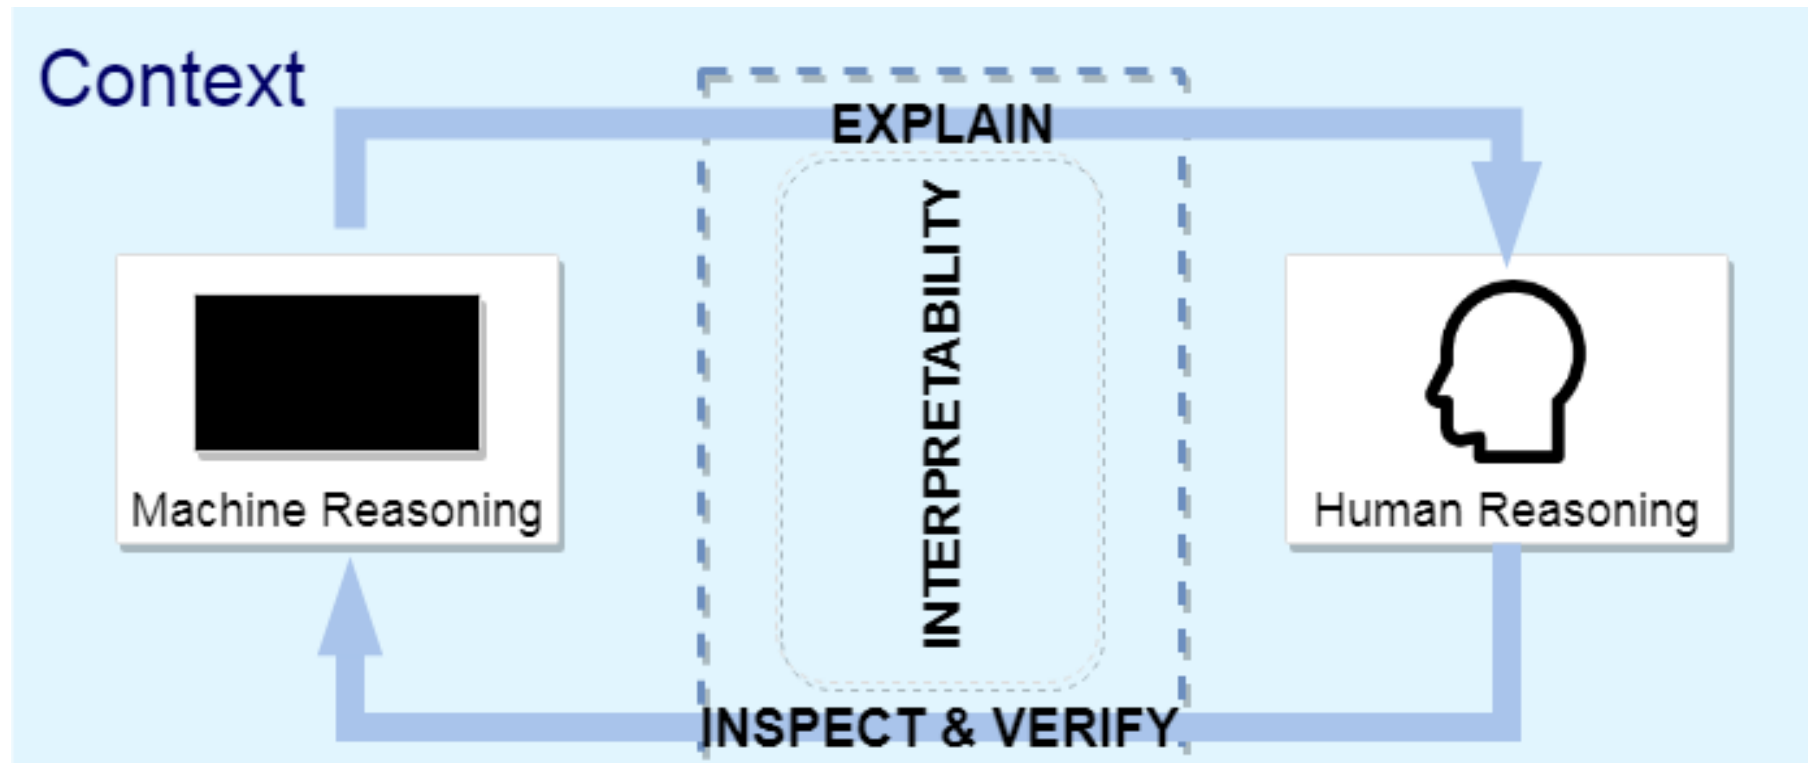 Context
EXPLAIN
INTERPRETABILITY
Machine Reasoning
Human Reasoning
INSPECT & VERIFY